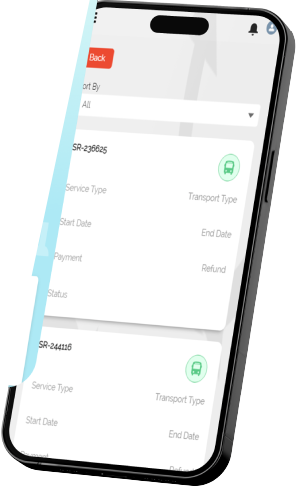 Back
ort By
All
SR-236625
Service Type
Transport Type
Start Date
End Date
Payment
Refund
Status
SR-244116
Service Type
Transport Type
Start Date
End Date